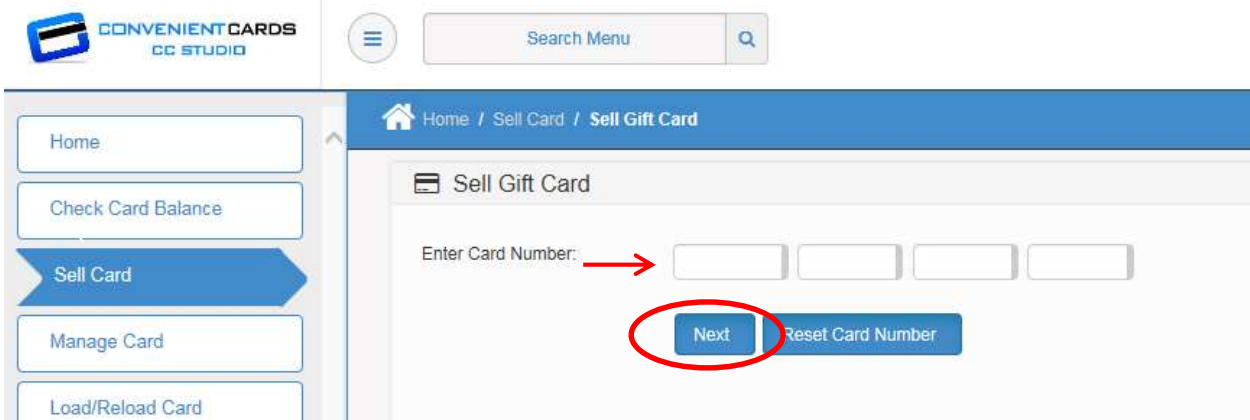 CONVENIENTCARDS
CC STUDIO
Search Menu
Home / Sell Card / Sell Gift Card
Home
Check Card Balance
Sell Card
Manage Card
Load/Reload Card
Sell Gift Card
Enter Card Number:
Next
Reset Card Number